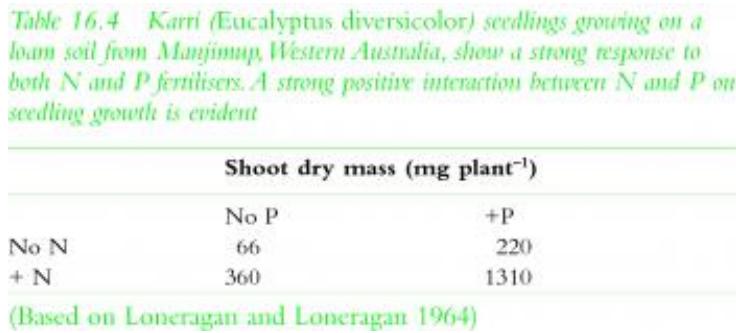 Table 16.4 Karri (Eucalyptus diversicolor) seedlings growing on a
loam soil from Manjimup, Western Australia, show a strong response to
both N and P fertilisers. A strong positive interaction between N and P on
seedling growth is evident
Shoot dry mass (mg plant⁻¹)
No P +P
No N 66 220
+ N 360 1310
(Based on Loneragan and Loneragan 1964)